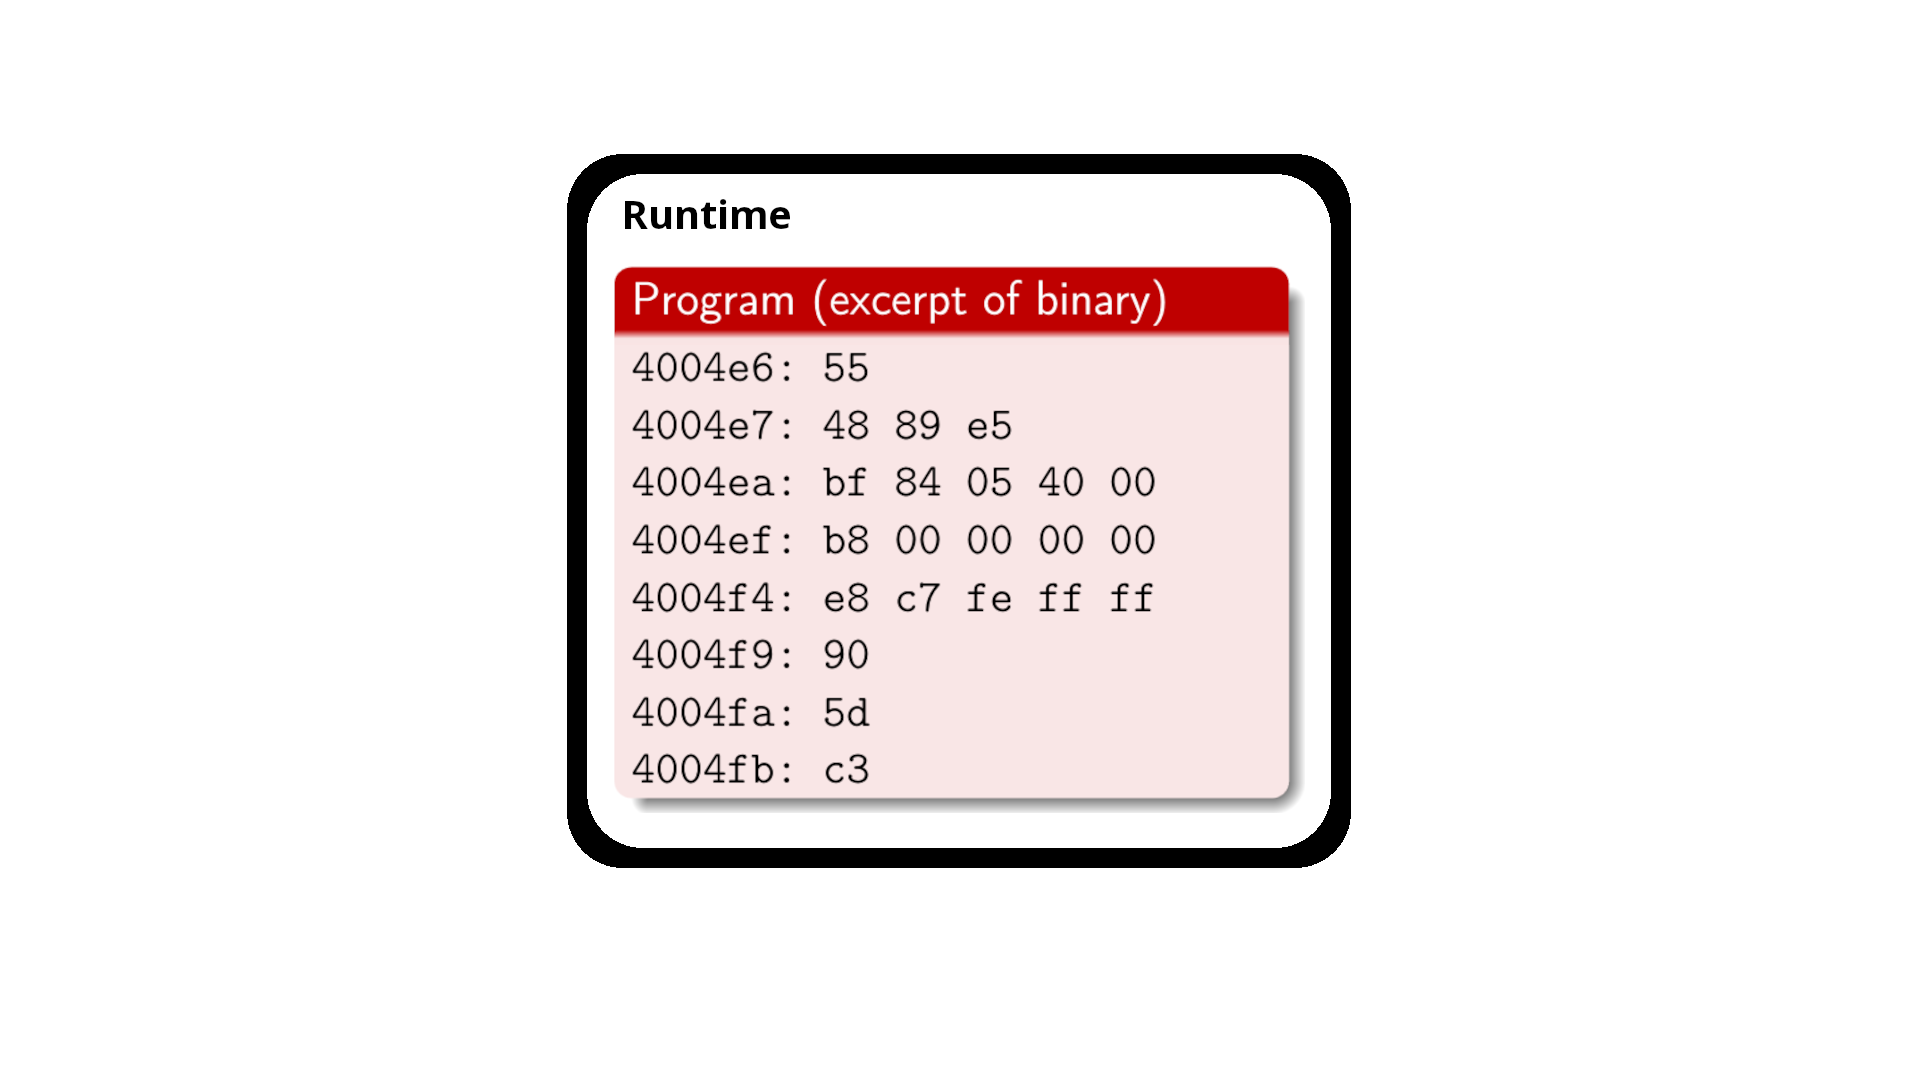 Runtime
Program (excerpt of binary)
4004e6: 55
4004e7: 48 89 e5
4004ea: bf 84 05 40 00
4004ef: b8 00 00 00 00
4004f4: e8 c7 fe ff ff
4004f9: 90
4004fa: 5d
4004fb: c3